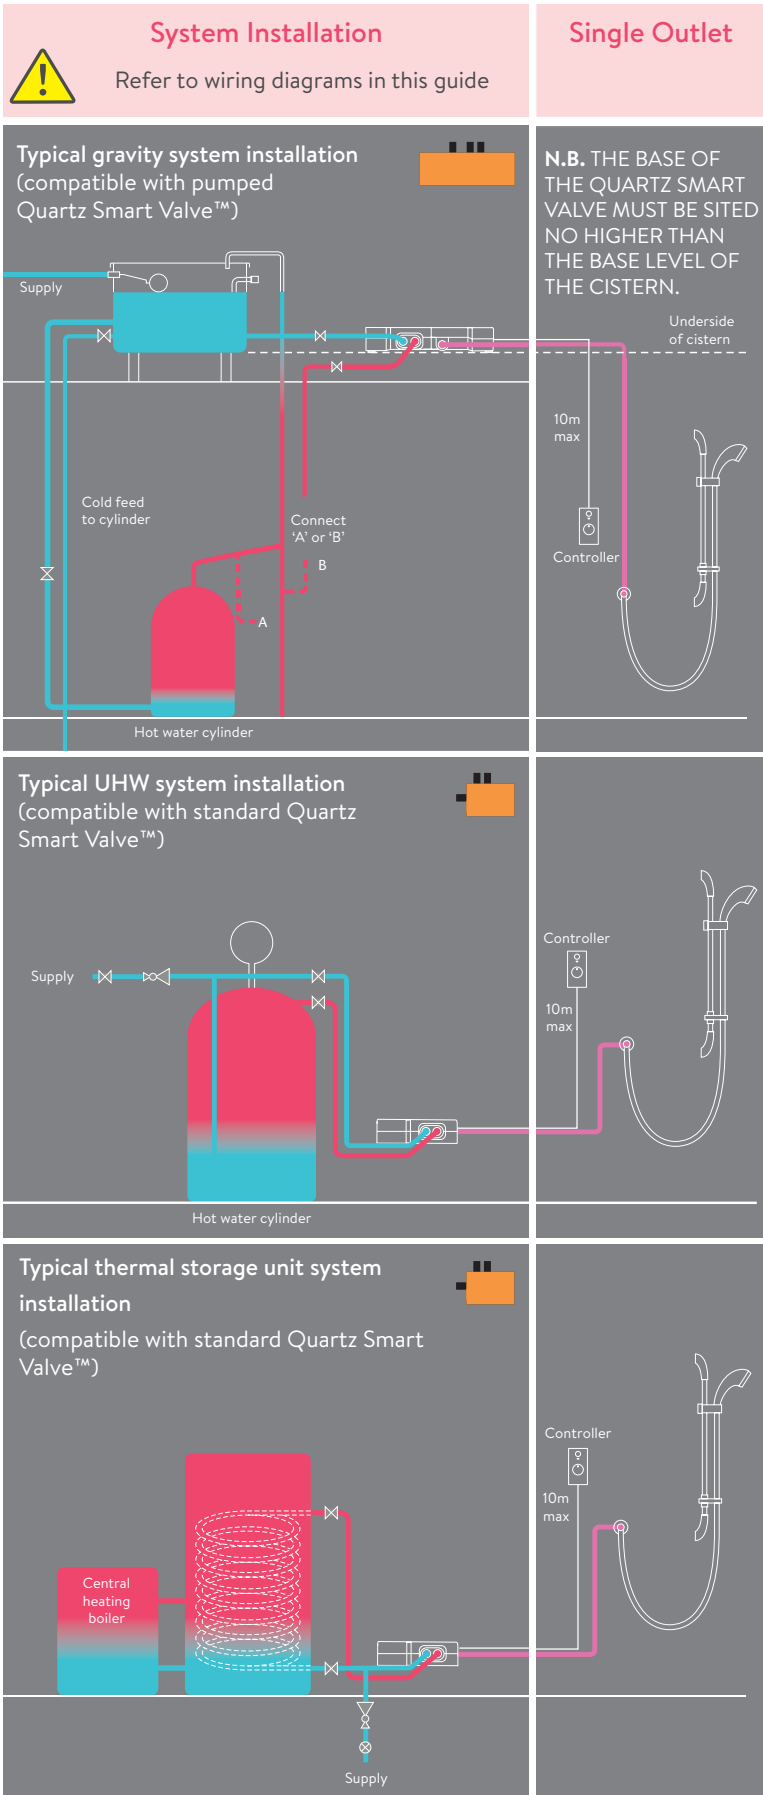 System Installation
Refer to wiring diagrams in this guide
Single Outlet
Typical gravity system installation
(compatible with pumped
Quartz Smart Valve™)
Supply
Cold feed
to cylinder
Connect
‘A’ or ‘B’
B
A
Hot water cylinder
N.B. THE BASE OF
THE QUARTZ SMART
VALVE MUST BE SITED
NO HIGHER THAN
THE BASE LEVEL OF
THE CISTERN.
Underside
of cistern
10m
max
Controller
Typical UHW system installation
(compatible with standard Quartz
Smart Valve™)
Supply
Hot water cylinder
Controller
10m
max
Typical thermal storage unit system
installation
(compatible with standard Quartz Smart
Valve™)
Central
heating
boiler
Supply
Controller
10m
max